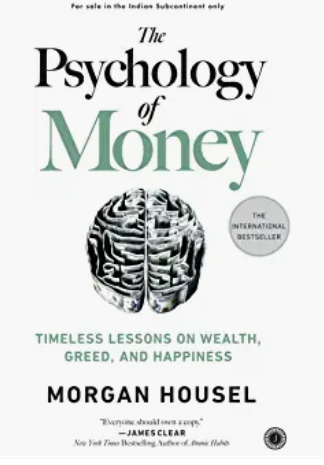 For sale in the Indian Subcontinent only
The
Psychology
of
Money
THE
INTERNATIONAL
BESTSELLER
TIMELESS LESSONS ON WEALTH,
GREED, AND HAPPINESS
MORGAN HOUSEL
"Everyone should own a copy."
—JAMES CLEAR
New York Times Bestselling Author of Atomic Habits